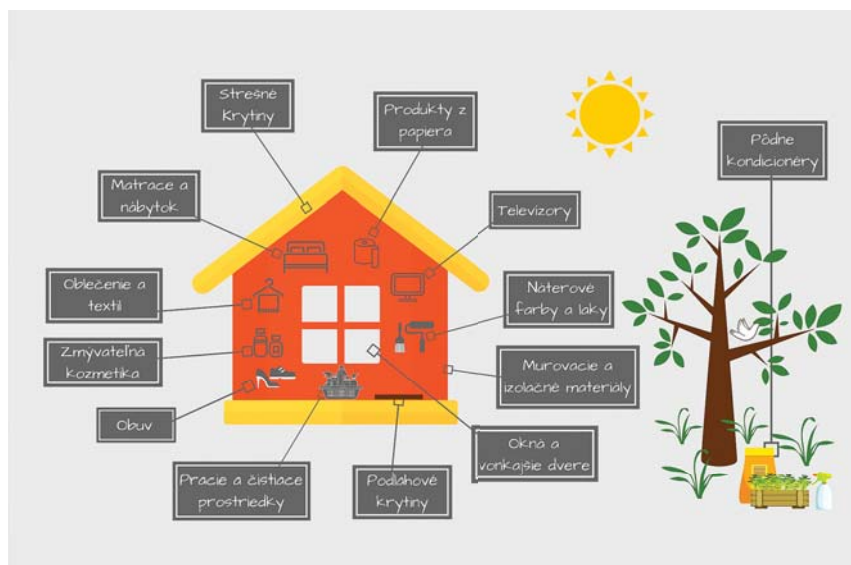 Strešné
Krytiny
Produkty z
papiera
Pôdne
kondicionéry
Matrace a
nábytok
Televízory
Oblečenie a
textil
Náterové
farby a laky
Zmývateľná
kozmetika
Murovacie a
izolačné materiály
Obuv
Okná a
vonkajsie dvere
Pracie a čistiace
prostriedky
Podlahové
krytiny